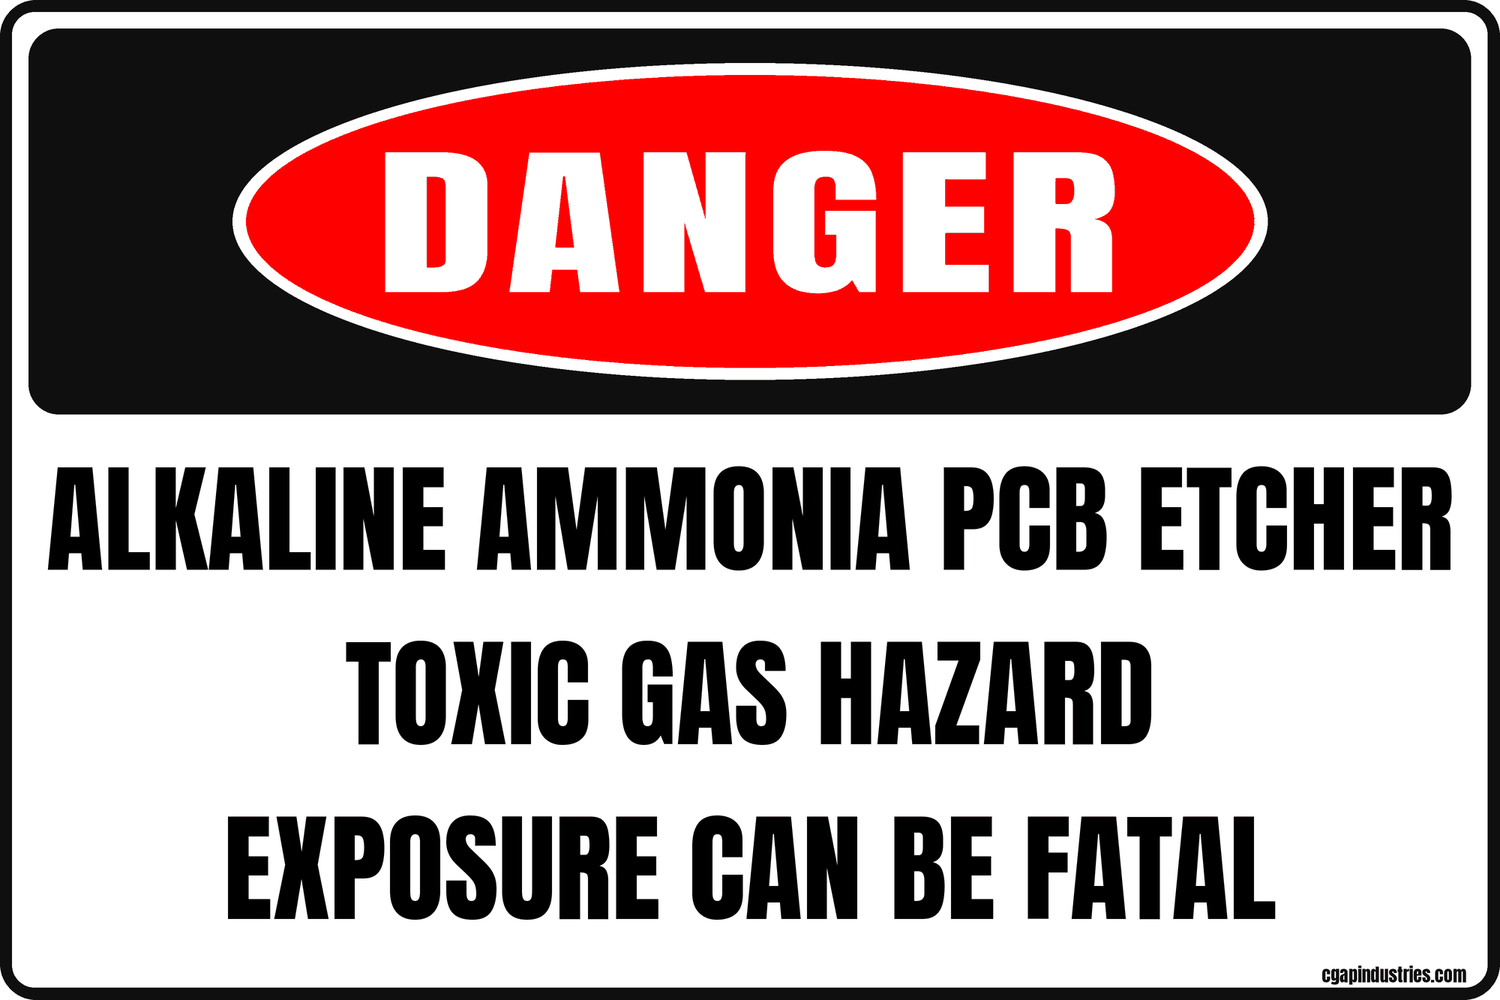 DANGER
ALKALINE AMMONIA PCB ETCHER
TOXIC GAS HAZARD
EXPOSURE CAN BE FATAL
cgapindustries.com